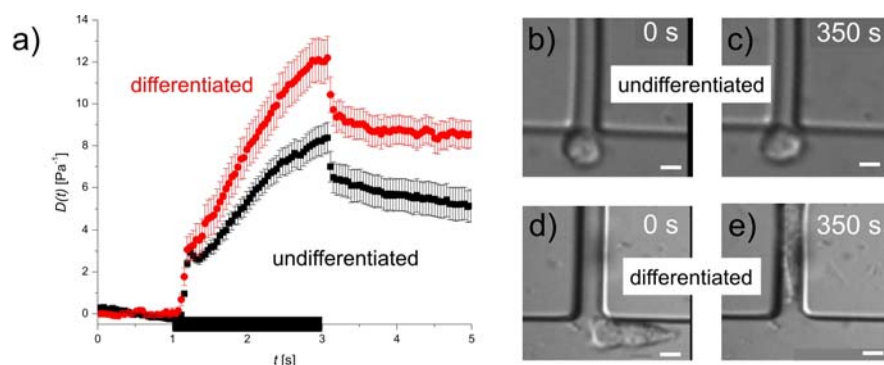 a)
14
12
10
8
6
4
2
0
D(t) [Pa⁻¹]
differentiated
undifferentiated
0 1 2 3 4 5
t [s]
b) 0 s
c) 350 s
undifferentiated
d) 0 s
e) 350 s
differentiated